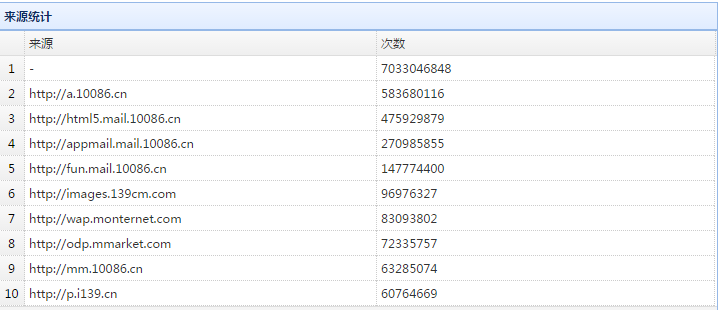 来源统计
来源 次数
1 - 7033046848
2 http://a.10086.cn 583680116
3 http://html5.mail.10086.cn 475929879
4 http://appmail.mail.10086.cn 270985855
5 http://fun.mail.10086.cn 147774400
6 http://images.139cm.com 96976327
7 http://wap.monternet.com 83093802
8 http://odp.mmarket.com 72335757
9 http://mm.10086.cn 63285074
10 http://p.i139.cn 60764669